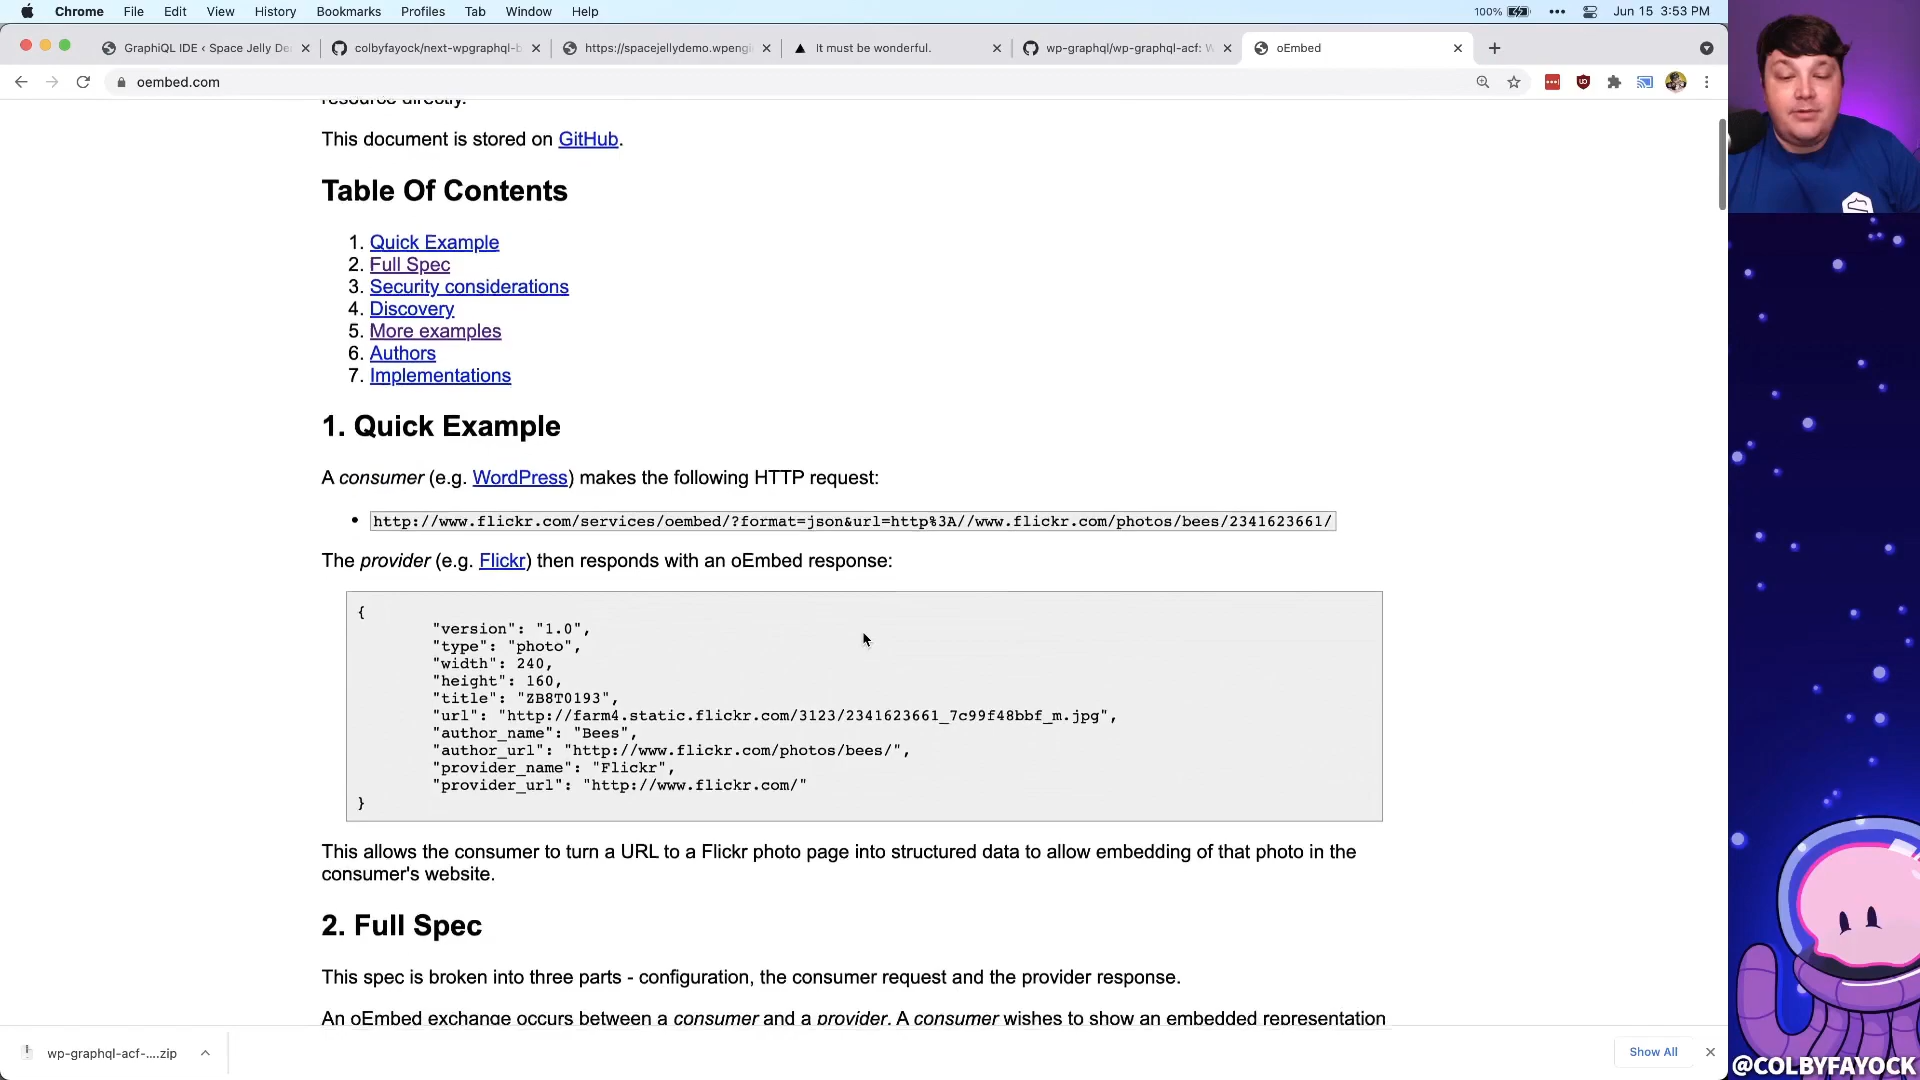 Chrome File Edit View History Bookmarks Profiles Tab Window Help 100% Jun 15 3:53 PM
GraphiQL IDE ‹ Space Jelly De
colbyfayock/next-wpgraphql-b
https://spacejellydemo.wpengi
It must be wonderful.
wp-graphql/wp-graphql-acf: W
oEmbed
oembed.com
resource directly.
This document is stored on GitHub.
Table Of Contents
1. Quick Example
2. Full Spec
3. Security considerations
4. Discovery
5. More examples
6. Authors
7. Implementations
1. Quick Example
A consumer (e.g. WordPress) makes the following HTTP request:
• http://www.flickr.com/services/oembed/?format=json&url=http%3A//www.flickr.com/photos/bees/2341623661/
The provider (e.g. Flickr) then responds with an oEmbed response:
{
"version": "1.0",
"type": "photo",
"width": 240,
"height": 160,
"title": "ZB8T0193",
"url": "http://farm4.static.flickr.com/3123/2341623661_7c99f48bbf_m.jpg",
"author_name": "Bees",
"author_url": "http://www.flickr.com/photos/bees/",
"provider_name": "Flickr",
"provider_url": "http://www.flickr.com/"
}
This allows the consumer to turn a URL to a Flickr photo page into structured data to allow embedding of that photo in the
consumer's website.
2. Full Spec
This spec is broken into three parts - configuration, the consumer request and the provider response.
An oEmbed exchange occurs between a consumer and a provider. A consumer wishes to show an embedded representation
wp-graphql-acf-....zip
Show All
@COLBYFAYOCK